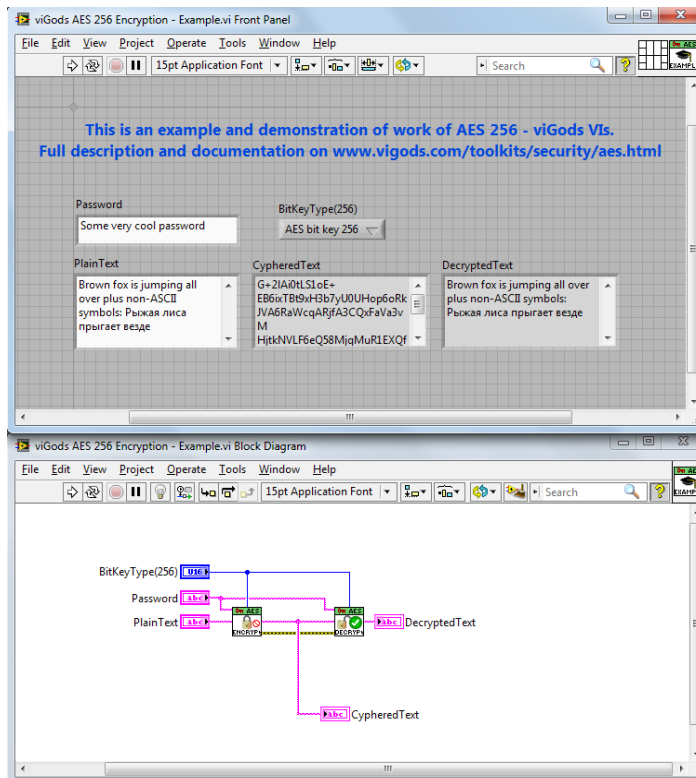 viGods AES 256 Encryption - Example.vi Front Panel
File Edit View Project Operate Tools Window Help
15pt Application Font
Search
AES
EXAMPL
This is an example and demonstration of work of AES 256 - viGods VIs.
Full description and documentation on www.vigods.com/toolkits/security/aes.html
Password
BitKeyType(256)
Some very cool password
AES bit key 256
PlainText
CypheredText
DecryptedText
Brown fox is jumping all
over plus non-ASCII
symbols: Рыжая лиса
прыгает везде
G+2IAi0tLS1oE+
EB6ixTBt9xH3b7yU0UHop6oRk
JVA6RaWcqARjfA3CQxFaVa3v
M
HjtkNVLF6eQ58MjqMuR1EXQf
Brown fox is jumping all over
plus non-ASCII symbols:
Рыжая лиса прыгает везде
viGods AES 256 Encryption - Example.vi Block Diagram
File Edit View Project Operate Tools Window Help
15pt Application Font
Search
AE
EXAMP
BitKeyType(256)
U16
Password
abc
PlainText
abc
AES
ENCRYP
AES
DECRYP
abc
DecryptedText
abc
CypheredText